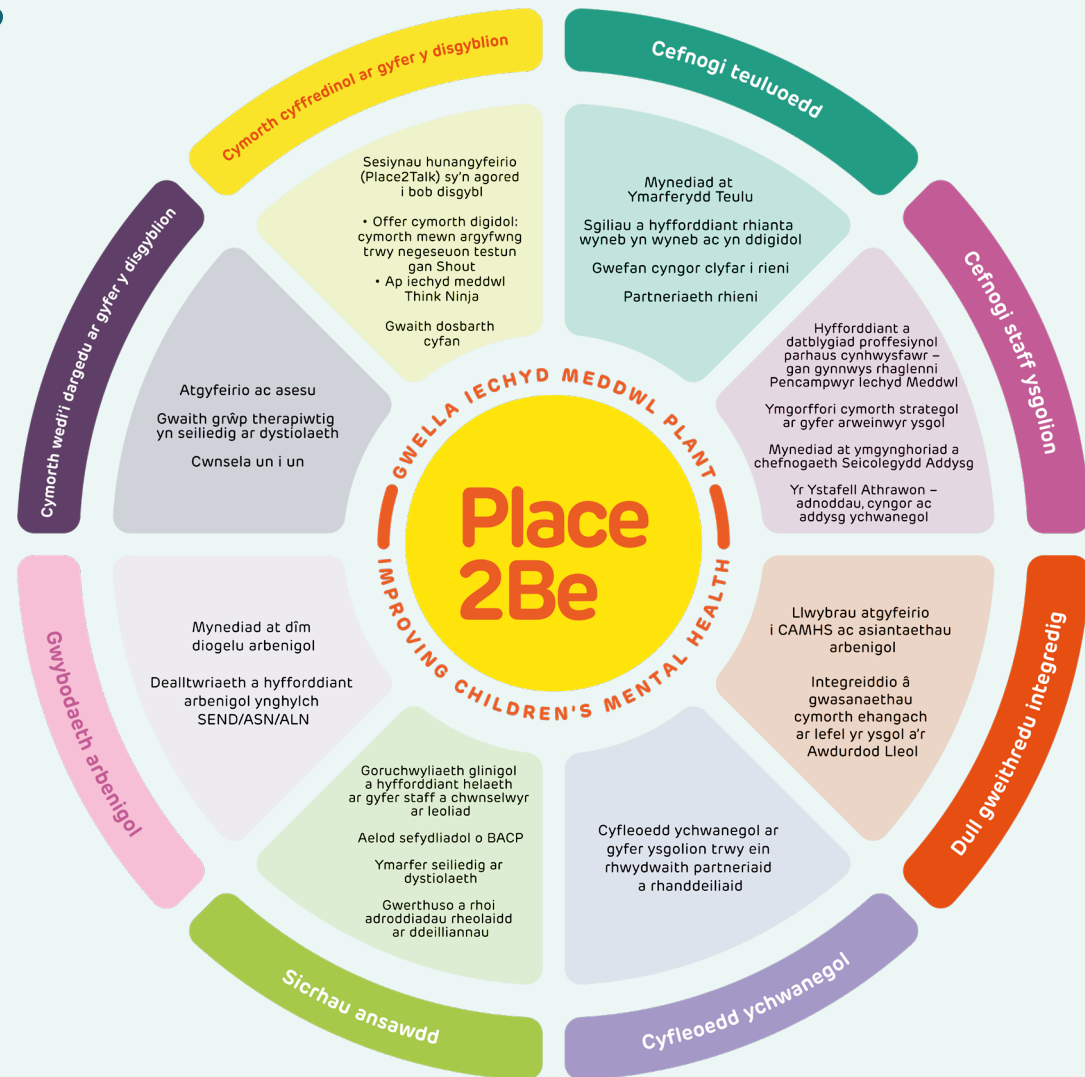 Cymorth cyffredinol ar gyfer y disgyblion
Sesiynau hunangyfeirio
(Place2Talk) sy'n agored
i bob disgybl
• Offer cymorth digidol:
cymorth mewn argyfwng
trwy negeseuon testun
gan Shout
• Ap iechyd meddwl
Think Ninja
Gwaith dosbarth
cyfan
Cefnogi teuluoedd
Mynediad at
Ymarferydd Teulu
Sgiliau a hyfforddiant rhianta
wyneb yn wyneb ac yn ddigidol
Gwefan cyngor clyfar i rieni
Partneriaeth rhieni
Cefnogi staff ysgolion
Hyfforddiant a
datblygiad proffesiynol
parhaus cynhwysfawr –
gan gynnwys rhaglenni
Pencampwyr Iechyd Meddwl
Ymgorffori cymorth strategol
ar gyfer arweinwyr ysgol
Mynediad at ymgynghoriad a
chefnogaeth Seicolegydd Addysg
Yr Ystafell Athrawon –
adnoddau, cyngor ac
addysg ychwanegol
Dull gweithredu integredig
Llwybrau atgyfeirio
i CAMHS ac asiantaethau
arbenigol
Integreiddio â
gwasanaethau
cymorth ehangach
ar lefel yr ysgol a'r
Awdurdod Lleol
Cyfleoedd ychwanegol
Cyfleoedd ychwanegol ar
gyfer ysgolion trwy ein
rhwydwaith partneriaid
a rhanddeiliaid
Sicrhau ansawdd
Goruchwyliaeth glinigol
a hyfforddiant helaeth
ar gyfer staff a chwnselwyr
ar leoliad
Aelod sefydliadol o BACP
Ymarfer seiliedig ar
dystiolaeth
Gwerthuso a rhoi
adroddiadau rheolaidd
ar ddeilliannau
Gwybodaeth arbenigol
Mynediad at dîm
diogelu arbenigol
Dealltwriaeth a hyfforddiant
arbenigol ynghylch
SEND/ASN/ALN
Cymorth wedi'i dargedu ar gyfer y disgyblion
Atgyfeirio ac asesu
Gwaith grŵp therapiwtig
yn seiliedig ar dystiolaeth
Cwnsela un i un
GWELLA IECHYD MEDDWL PLANT
Place
2Be
IMPROVING CHILDREN'S MENTAL HEALTH